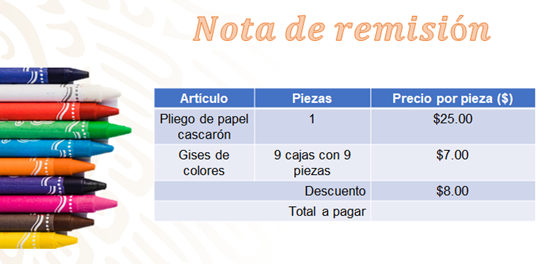 Nota de remisión
Artículo Piezas Precio por pieza ($)
Pliego de papel cascarón 1 $25.00
Gises de colores 9 cajas con 9 piezas $7.00
Descuento $8.00
Total a pagar